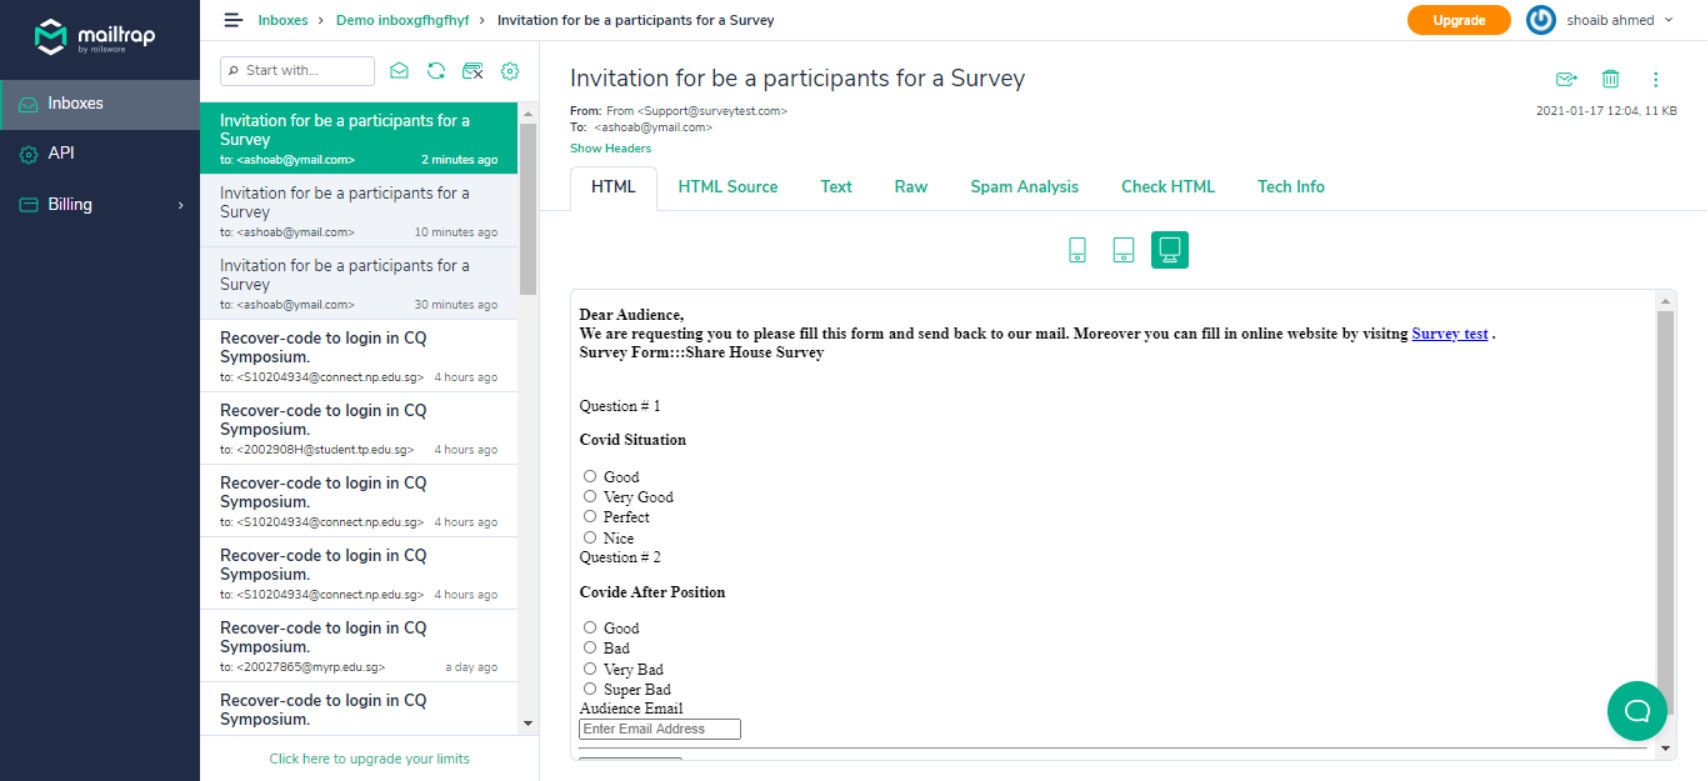 mailtrap
by railsware
Inboxes
API
Billing
Inboxes > Demo inboxgfhgfhyf > Invitation for be a participants for a Survey
Upgrade
shoaib ahmed
Start with...
Invitation for be a participants for a
Survey
to: <ashoab@ymail.com> 2 minutes ago
Invitation for be a participants for a
Survey
to: <ashoab@ymail.com> 10 minutes ago
Invitation for be a participants for a
Survey
to: <ashoab@ymail.com> 30 minutes ago
Recover-code to login in CQ
Symposium.
to: <S10204934@connect.np.edu.sg> 4 hours ago
Recover-code to login in CQ
Symposium.
to: <2002908H@student.tp.edu.sg> 4 hours ago
Recover-code to login in CQ
Symposium.
to: <S10204934@connect.np.edu.sg> 4 hours ago
Recover-code to login in CQ
Symposium.
to: <S10204934@connect.np.edu.sg> 4 hours ago
Recover-code to login in CQ
Symposium.
to: <20027865@myrp.edu.sg> a day ago
Recover-code to login in CQ
Symposium.
Click here to upgrade your limits
Invitation for be a participants for a Survey
From: From <Support@surveytest.com>
2021-01-17 12:04, 11 KB
To: <ashoab@ymail.com>
Show Headers
HTML HTML Source Text Raw Spam Analysis Check HTML Tech Info
Dear Audience,
We are requesting you to please fill this form and send back to our mail. Moreover you can fill in online website by visitng Survey test .
Survey Form:::Share House Survey
Question # 1
Covid Situation
Good
Very Good
Perfect
Nice
Question # 2
Covide After Position
Good
Bad
Very Bad
Super Bad
Audience Email
Enter Email Address